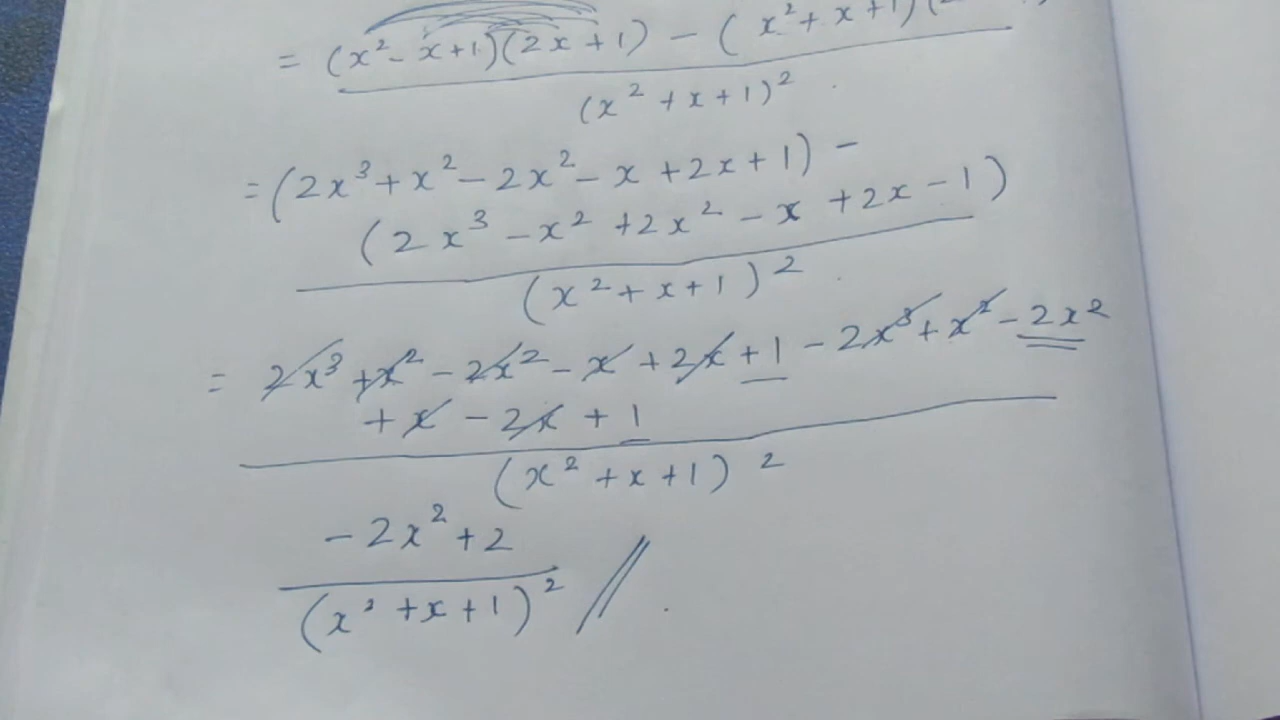 = (x² - x + 1)(2x + 1) - (x² + x + 1)(2
(x² + x + 1)²
= (2x³ + x² - 2x² - x + 2x + 1) -
(2x³ - x² + 2x² - x + 2x - 1)
(x² + x + 1)²
= 2x³ + x² - 2x² - x + 2x + 1 - 2x³ + x² - 2x²
+ x - 2x + 1
(x² + x + 1)²
-2x² + 2
(x² + x + 1)²